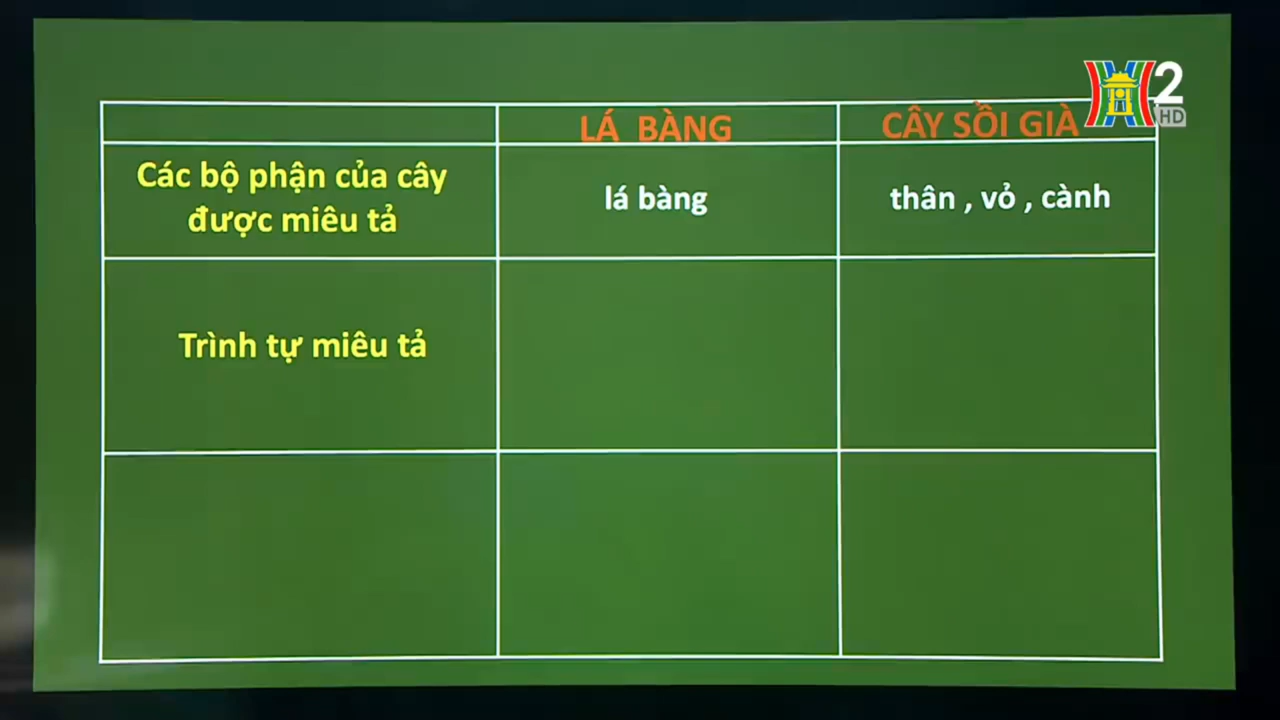 2
HD
LÁ BÀNG
CÂY SỒI GIÀ
Các bộ phận của cây
được miêu tả
lá bàng
thân , vỏ , cành
Trình tự miêu tả